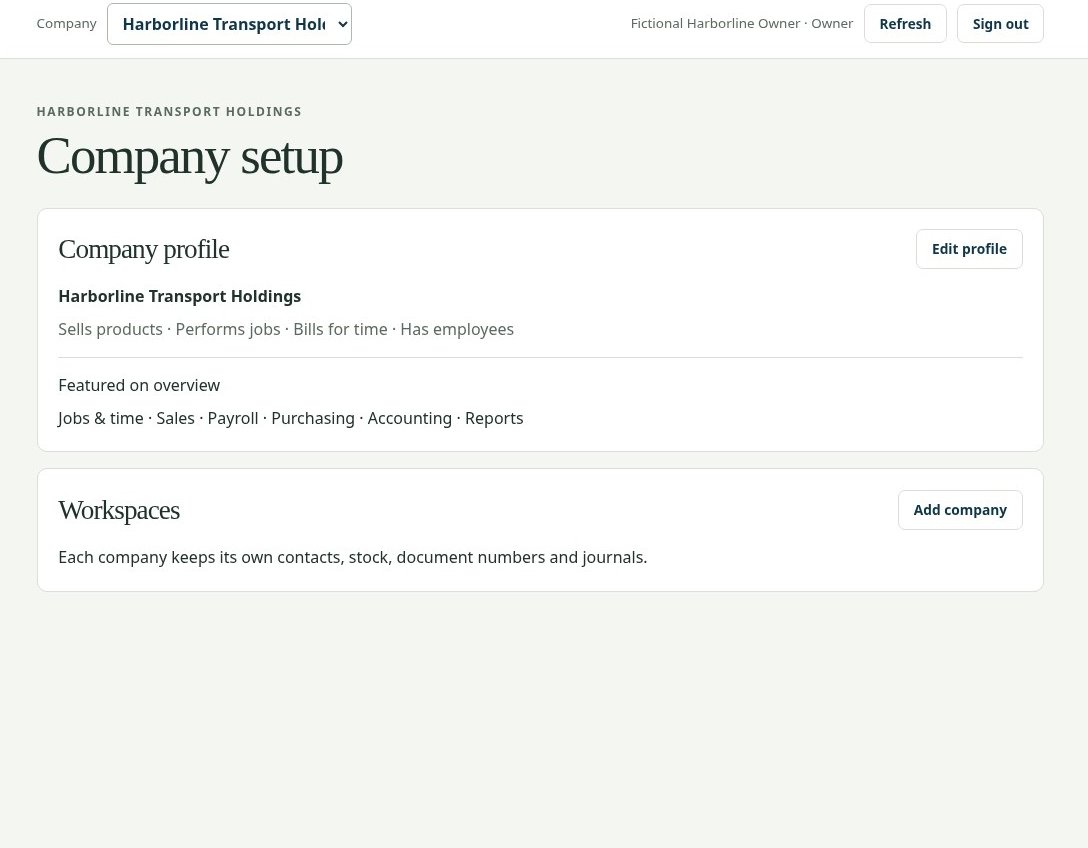 Company Harborline Transport Hol Fictional Harborline Owner · Owner Refresh Sign out
HARBORLINE TRANSPORT HOLDINGS
Company setup
Company profile Edit profile
Harborline Transport Holdings
Sells products · Performs jobs · Bills for time · Has employees
Featured on overview
Jobs & time · Sales · Payroll · Purchasing · Accounting · Reports
Workspaces Add company
Each company keeps its own contacts, stock, document numbers and journals.